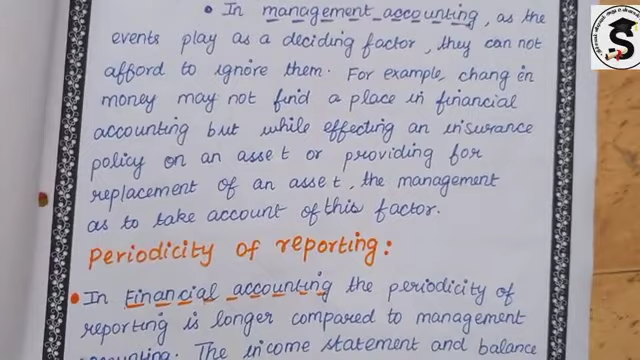 • In management accounting, as the
events play as a deciding factor, they can not
afford to ignore them. For example, chang in
money may not find a place in financial
accounting but while effecting an insurance
policy on an asset or providing for
replacement of an asset, the management
as to take account of this factor.
Periodicity of reporting:
• In Financial accounting the periodicity of
reporting is longer compared to management
accounting. The income statement and balance